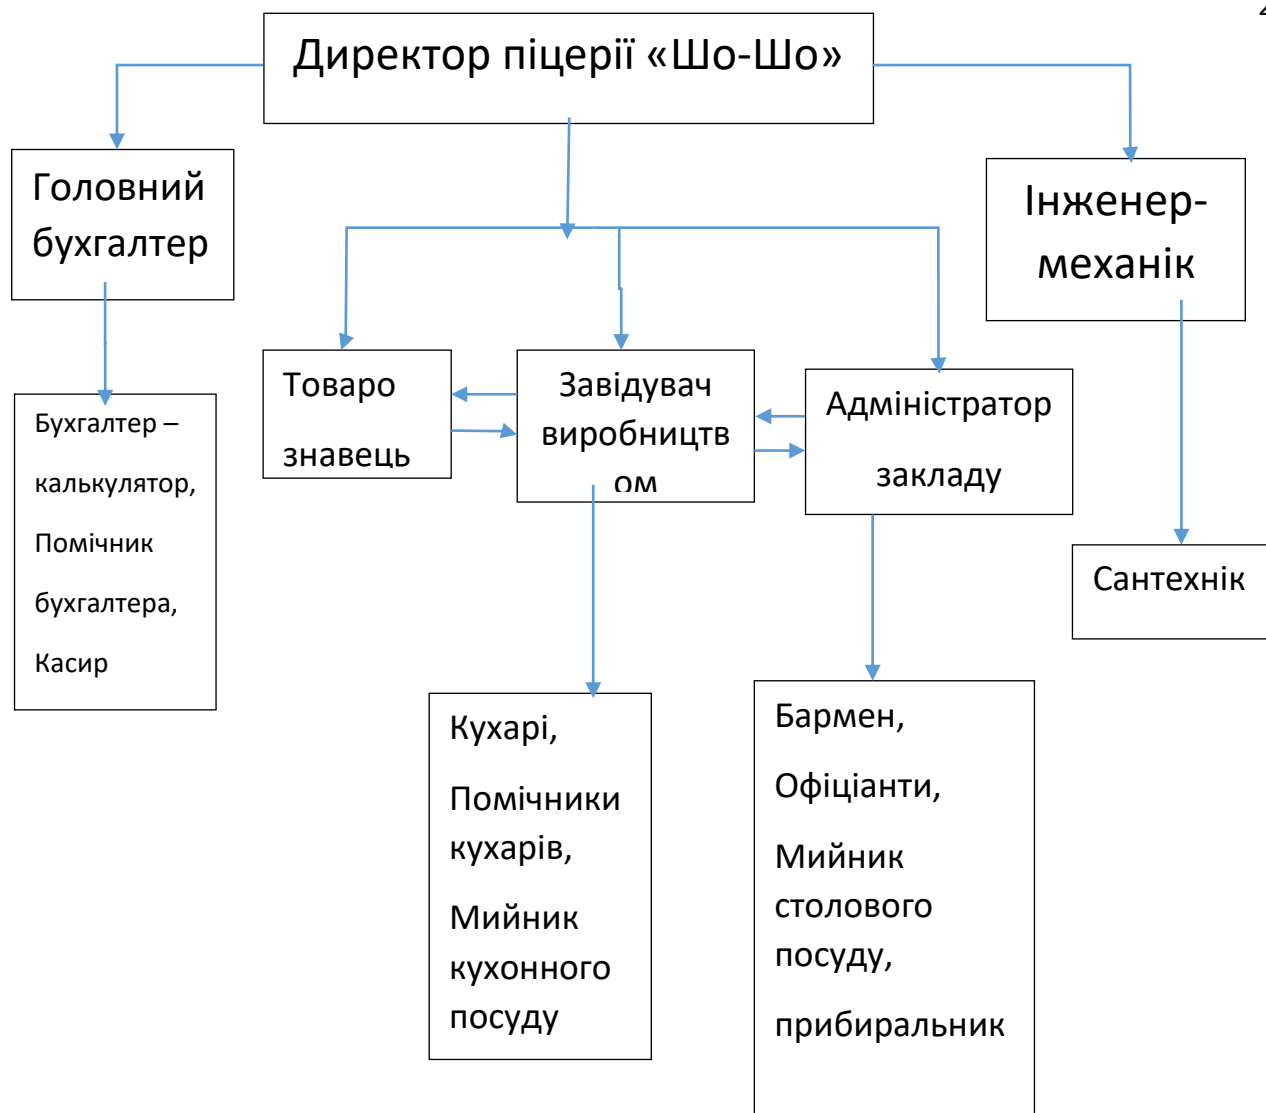 Директор піцерії «Шо-Шо»
Головний
бухгалтер
Інженер-
механік
Товаро
знавець
Завідувач
виробництв
ом
Адміністратор
закладу
Бухгалтер –
калькулятор,
Помічник
бухгалтера,
Касир
Сантехнік
Кухарі,
Помічники
кухарів,
Мийник
кухонного
посуду
Бармен,
Офіціанти,
Мийник
столового
посуду,
прибиральник